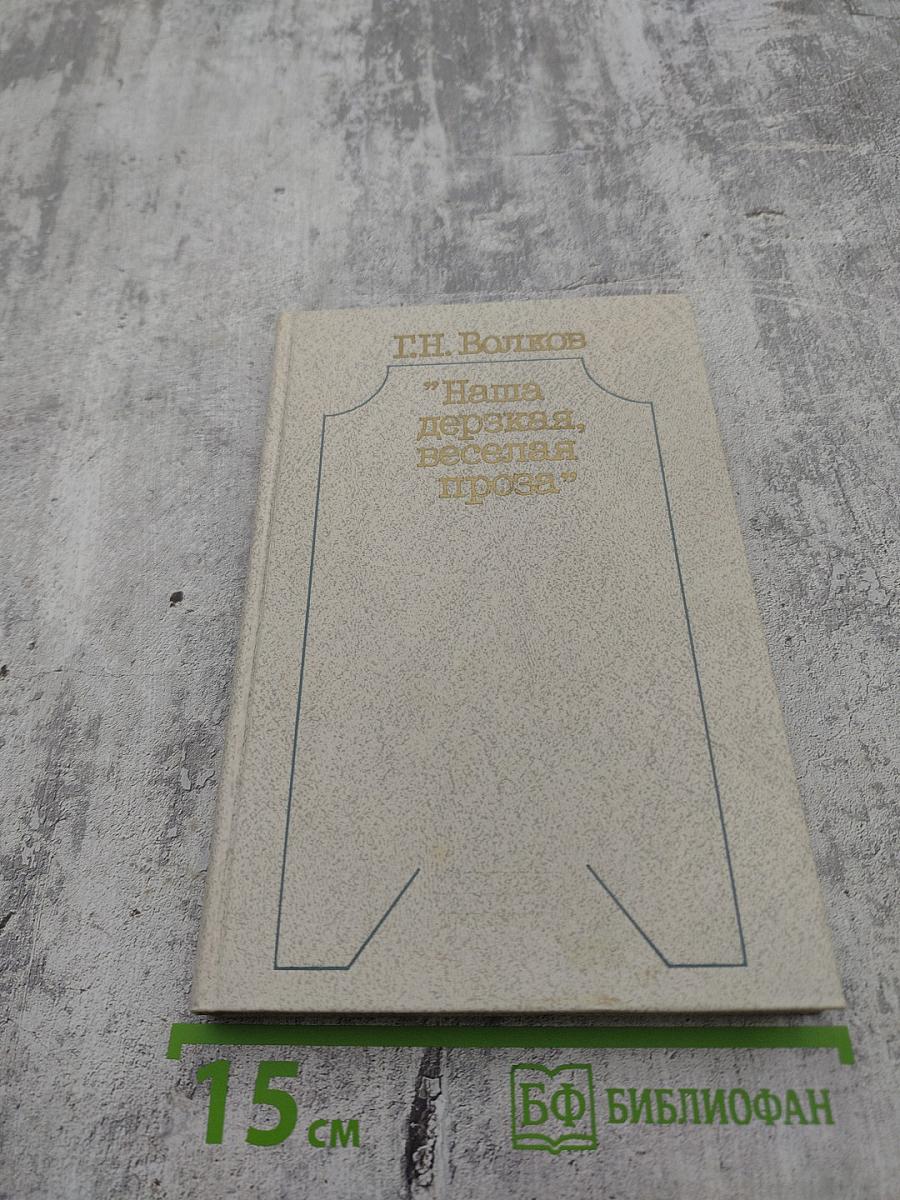 Г.Н. Волков
"Наша
дерзкая,
веселая
проза"
15 см
БФ БИБЛИОФАН